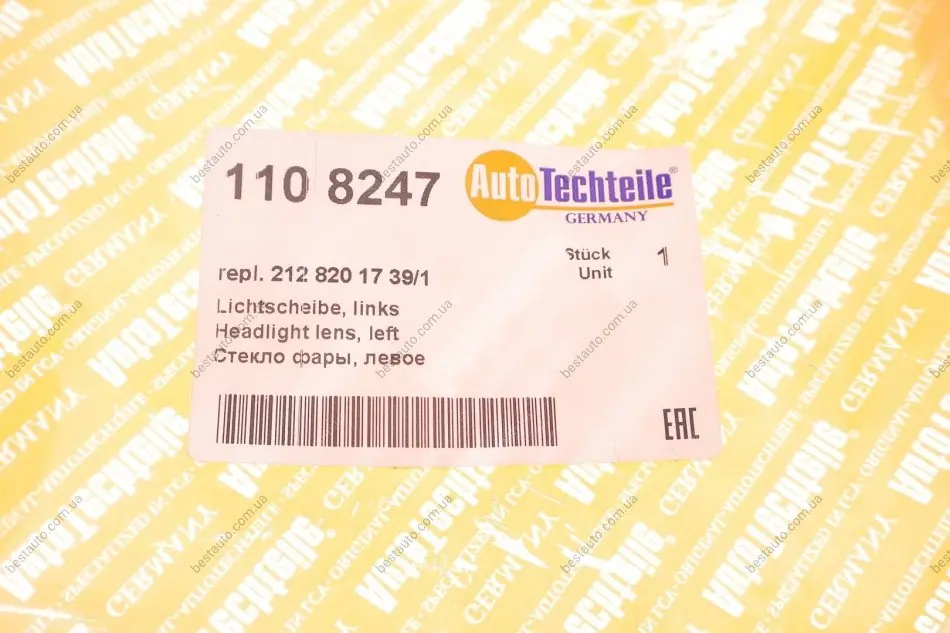 110 8247
AutoTechteile®
GERMANY
Stück 1
Unit
repl. 212 820 17 39/1
Lichtscheibe, links
Headlight lens, left
Стекло фары, левое
EAC
bestauto.com.ua